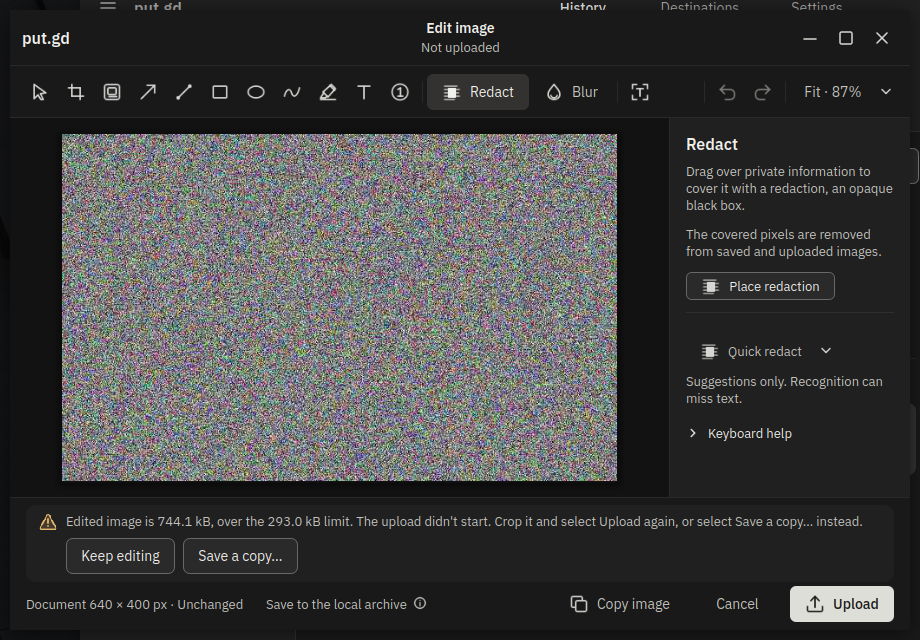 put.gd
History
Destinations
Settings
put.gd
Edit image
Not uploaded
T
1
Redact
Blur
T
Fit · 87%
Redact
Drag over private information to
cover it with a redaction, an opaque
black box.
The covered pixels are removed
from saved and uploaded images.
Place redaction
Quick redact
Suggestions only. Recognition can
miss text.
Keyboard help
Edited image is 744.1 kB, over the 293.0 kB limit. The upload didn't start. Crop it and select Upload again, or select Save a copy… instead.
Keep editing
Save a copy…
Document 640 × 400 px · Unchanged
Save to the local archive
Copy image
Cancel
Upload